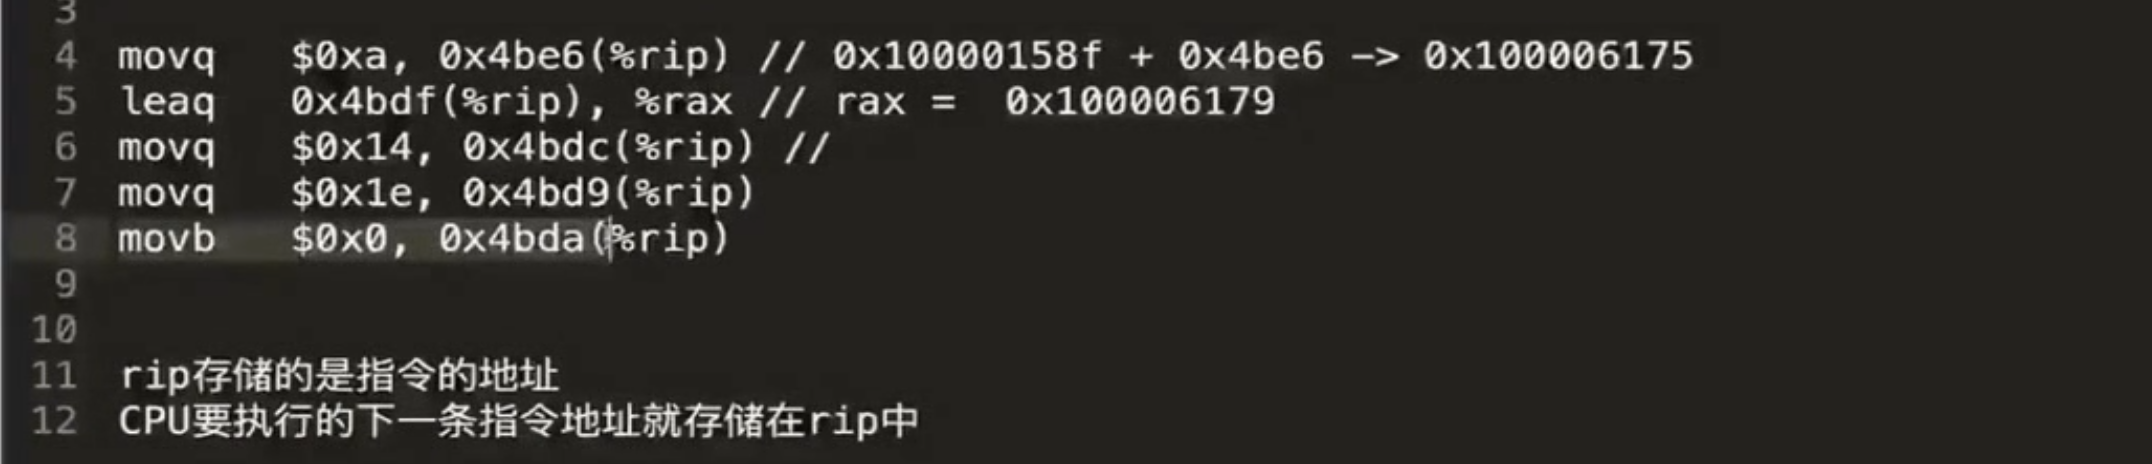 3
4 movq $0xa, 0x4be6(%rip) // 0x10000158f + 0x4be6 —> 0x100006175
5 leaq 0x4bdf(%rip), %rax // rax = 0x100006179
6 movq $0x14, 0x4bdc(%rip) //
7 movq $0x1e, 0x4bd9(%rip)
8 movb $0x0, 0x4bda(%rip)
9
10
11 rip存储的是指令的地址
12 CPU要执行的下一条指令地址就存储在rip中